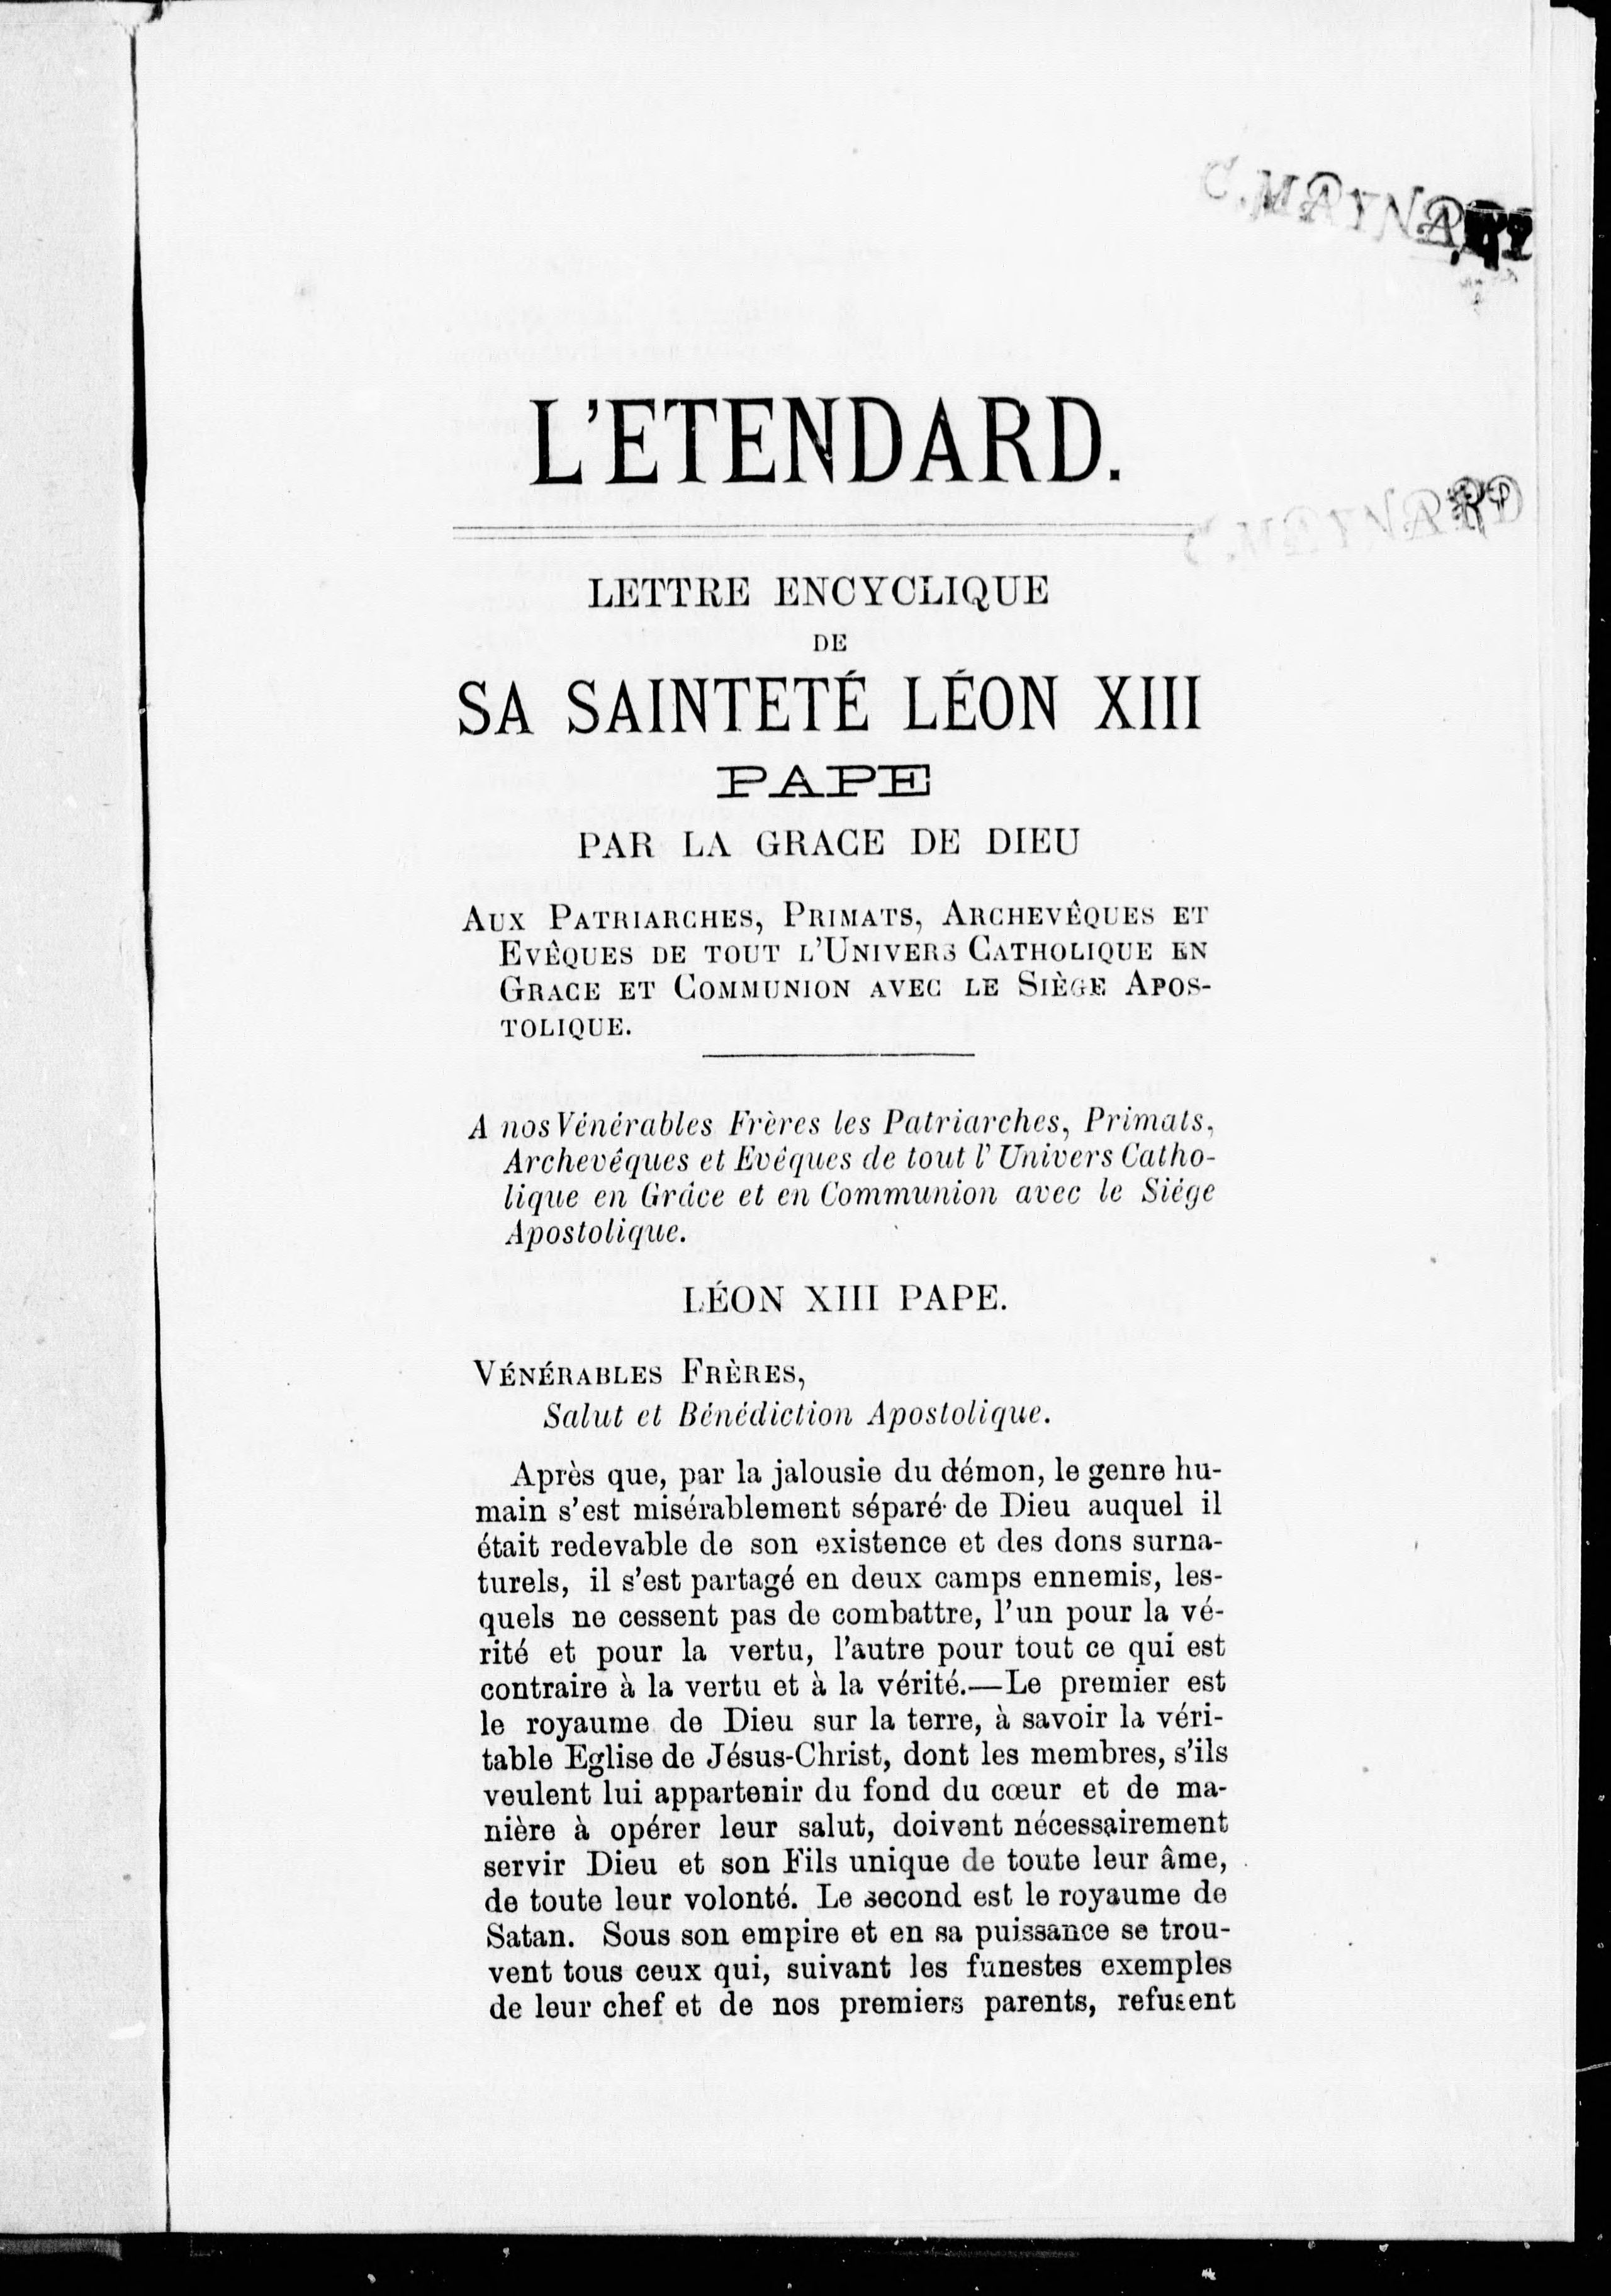 C. MAYNARD
L'ETENDARD.
C. MAYNARD
LETTRE ENCYCLIQUE
DE
SA SAINTETÉ LÉON XIII
PAPE
PAR LA GRACE DE DIEU
AUX PATRIARCHES, PRIMATS, ARCHEVÊQUES ET
EVÊQUES DE TOUT L'UNIVERS CATHOLIQUE EN
GRACE ET COMMUNION AVEC LE SIÈGE APOS-
TOLIQUE.
A nos Vénérables Frères les Patriarches, Primats,
Archevêques et Evêques de tout l'Univers Catho-
lique en Grâce et en Communion avec le Siége
Apostolique.
LÉON XIII PAPE.
VÉNÉRABLES FRÈRES,
Salut et Bénédiction Apostolique.
Après que, par la jalousie du démon, le genre hu-
main s'est misérablement séparé de Dieu auquel il
était redevable de son existence et des dons surna-
turels, il s'est partagé en deux camps ennemis, les-
quels ne cessent pas de combattre, l'un pour la vé-
rité et pour la vertu, l'autre pour tout ce qui est
contraire à la vertu et à la vérité.—Le premier est
le royaume de Dieu sur la terre, à savoir la véri-
table Eglise de Jésus-Christ, dont les membres, s'ils
veulent lui appartenir du fond du cœur et de ma-
nière à opérer leur salut, doivent nécessairement
servir Dieu et son Fils unique de toute leur âme,
de toute leur volonté. Le second est le royaume de
Satan. Sous son empire et en sa puissance se trou-
vent tous ceux qui, suivant les funestes exemples
de leur chef et de nos premiers parents, refusent